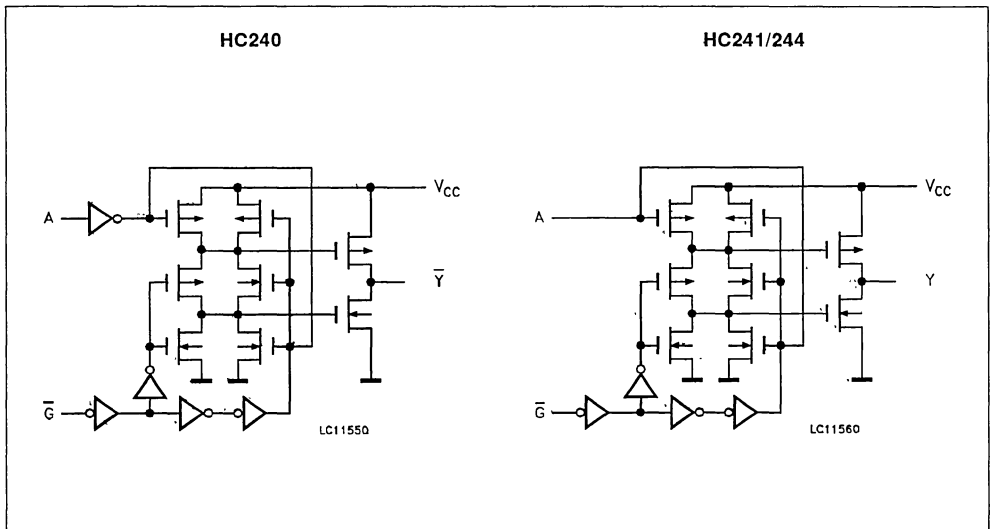 HC240
HC241/244
A
V_CC
Y̅
G̅
LC11550
A
V_CC
Y
G̅
LC11560